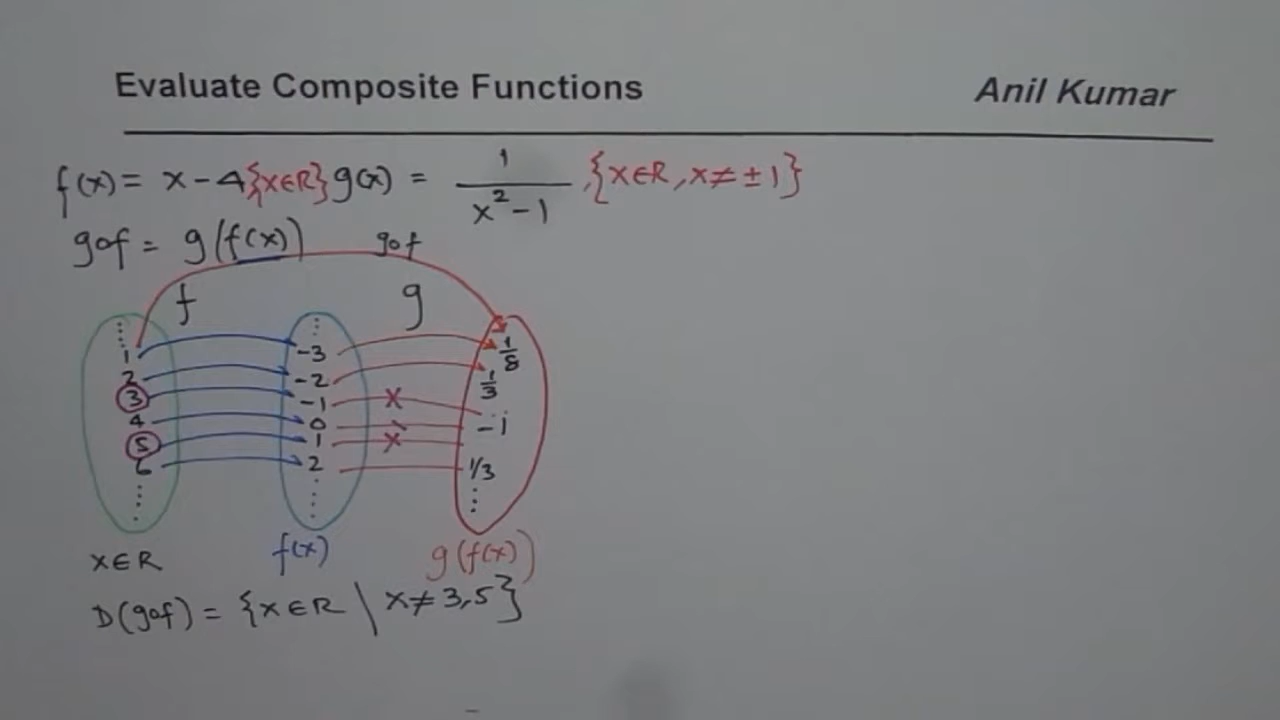 Evaluate Composite Functions Anil Kumar
f(x) = x-4 {x∈R} g(x) = 1/(x²-1), {x∈R, x≠±1}
gof = g(f(x)) gof
f g
1 -3 1/8
2 -2 1/3
3 -1
4 0 -1
5 1
6 2 1/3
x∈R f(x) g(f(x))
D(gof) = {x∈R \ x≠3,5}